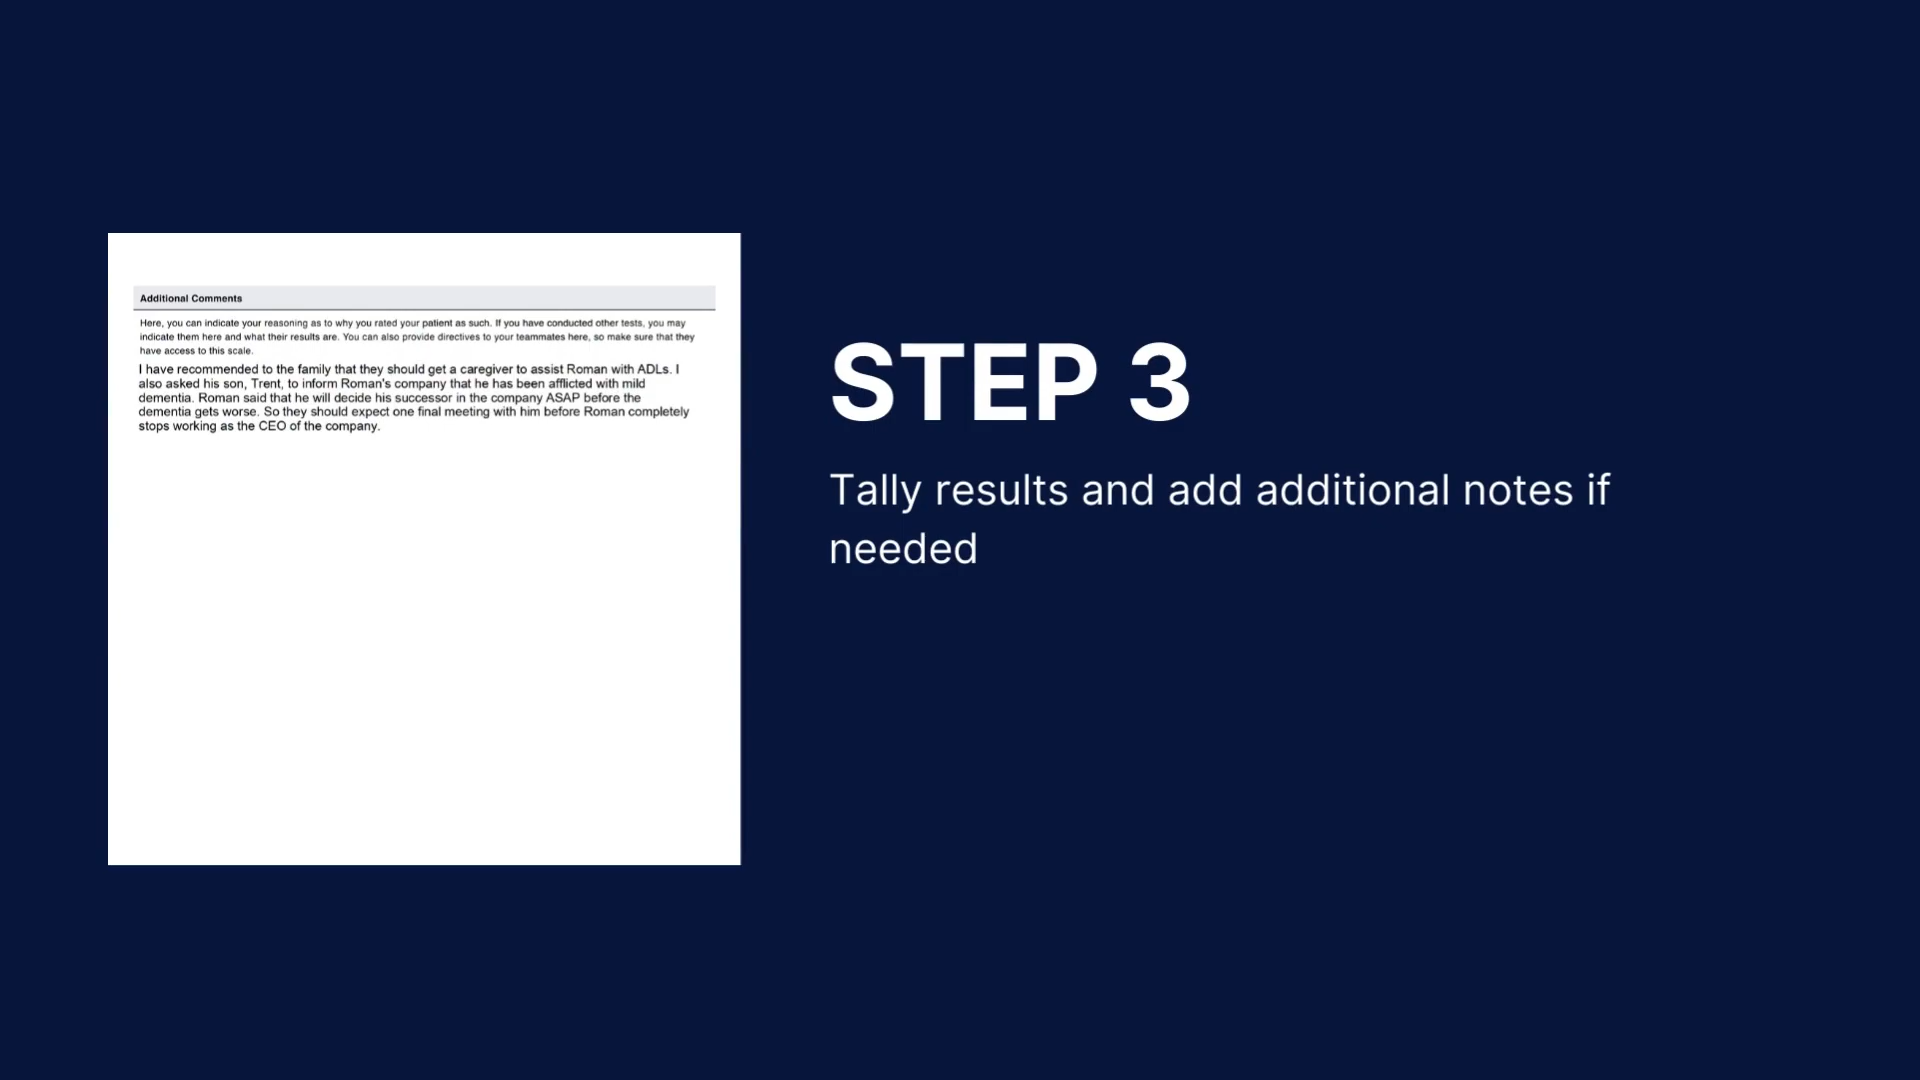 Additional Comments
Here, you can indicate your reasoning as to why you rated your patient as such. If you have conducted other tests, you may
indicate them here and what their results are. You can also provide directives to your teammates here, so make sure that they
have access to this scale.
I have recommended to the family that they should get a caregiver to assist Roman with ADLs. I
also asked his son, Trent, to inform Roman's company that he has been afflicted with mild
dementia. Roman said that he will decide his successor in the company ASAP before the
dementia gets worse. So they should expect one final meeting with him before Roman completely
stops working as the CEO of the company.
STEP 3
Tally results and add additional notes if
needed